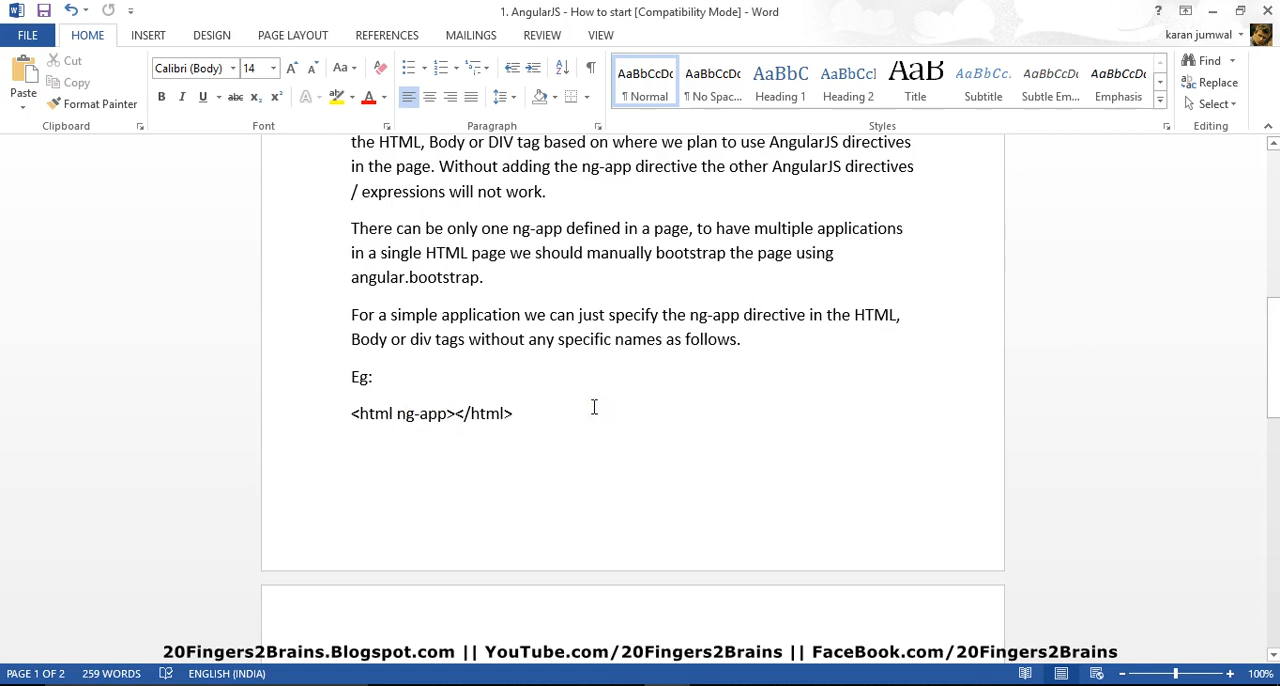 1. AngularJS - How to start [Compatibility Mode] - Word
FILE HOME INSERT DESIGN PAGE LAYOUT REFERENCES MAILINGS REVIEW VIEW karan jumwal
Paste Cut Copy Format Painter
Clipboard
Calibri (Body) 14
Font
Paragraph
AaBbCcDc AaBbCcDc AaBbC AaBbCcI AaB AaBbCc. AaBbCcDc AaBbCcDc
¶ Normal ¶ No Spac... Heading 1 Heading 2 Title Subtitle Subtle Em... Emphasis
Styles
Find
Replace
Select
Editing
the HTML, Body or DIV tag based on where we plan to use AngularJS directives
in the page. Without adding the ng-app directive the other AngularJS directives
/ expressions will not work.
There can be only one ng-app defined in a page, to have multiple applications
in a single HTML page we should manually bootstrap the page using
angular.bootstrap.
For a simple application we can just specify the ng-app directive in the HTML,
Body or div tags without any specific names as follows.
Eg:
<html ng-app></html>
20Fingers2Brains.Blogspot.com || YouTube.com/20Fingers2Brains || FaceBook.com/20Fingers2Brains
PAGE 1 OF 2 259 WORDS ENGLISH (INDIA) 100%